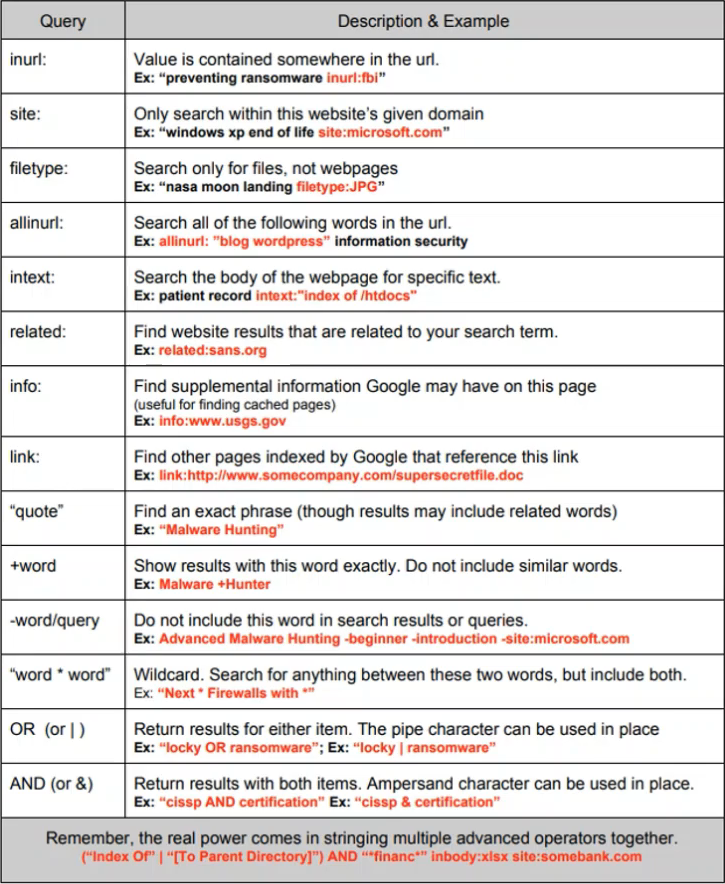 Query Description & Example
inurl: Value is contained somewhere in the url.
Ex: “preventing ransomware inurl:fbi”
site: Only search within this website’s given domain
Ex: “windows xp end of life site:microsoft.com”
filetype: Search only for files, not webpages
Ex: “nasa moon landing filetype:JPG”
allinurl: Search all of the following words in the url.
Ex: allinurl: "blog wordpress” information security
intext: Search the body of the webpage for specific text.
Ex: patient record intext:"index of /htdocs"
related: Find website results that are related to your search term.
Ex: related:sans.org
info: Find supplemental information Google may have on this page
(useful for finding cached pages)
Ex: info:www.usgs.gov
link: Find other pages indexed by Google that reference this link
Ex: link:http://www.somecompany.com/supersecretfile.doc
“quote” Find an exact phrase (though results may include related words)
Ex: “Malware Hunting”
+word Show results with this word exactly. Do not include similar words.
Ex: Malware +Hunter
-word/query Do not include this word in search results or queries.
Ex: Advanced Malware Hunting -beginner -introduction -site:microsoft.com
“word * word” Wildcard. Search for anything between these two words, but include both.
Ex: “Next * Firewalls with *”
OR (or | ) Return results for either item. The pipe character can be used in place
Ex: “locky OR ransomware”; Ex: “locky | ransomware”
AND (or &) Return results with both items. Ampersand character can be used in place.
Ex: “cissp AND certification” Ex: “cissp & certification”
Remember, the real power comes in stringing multiple advanced operators together.
(“Index Of” | “[To Parent Directory]”) AND “*financ*” inbody:xlsx site:somebank.com